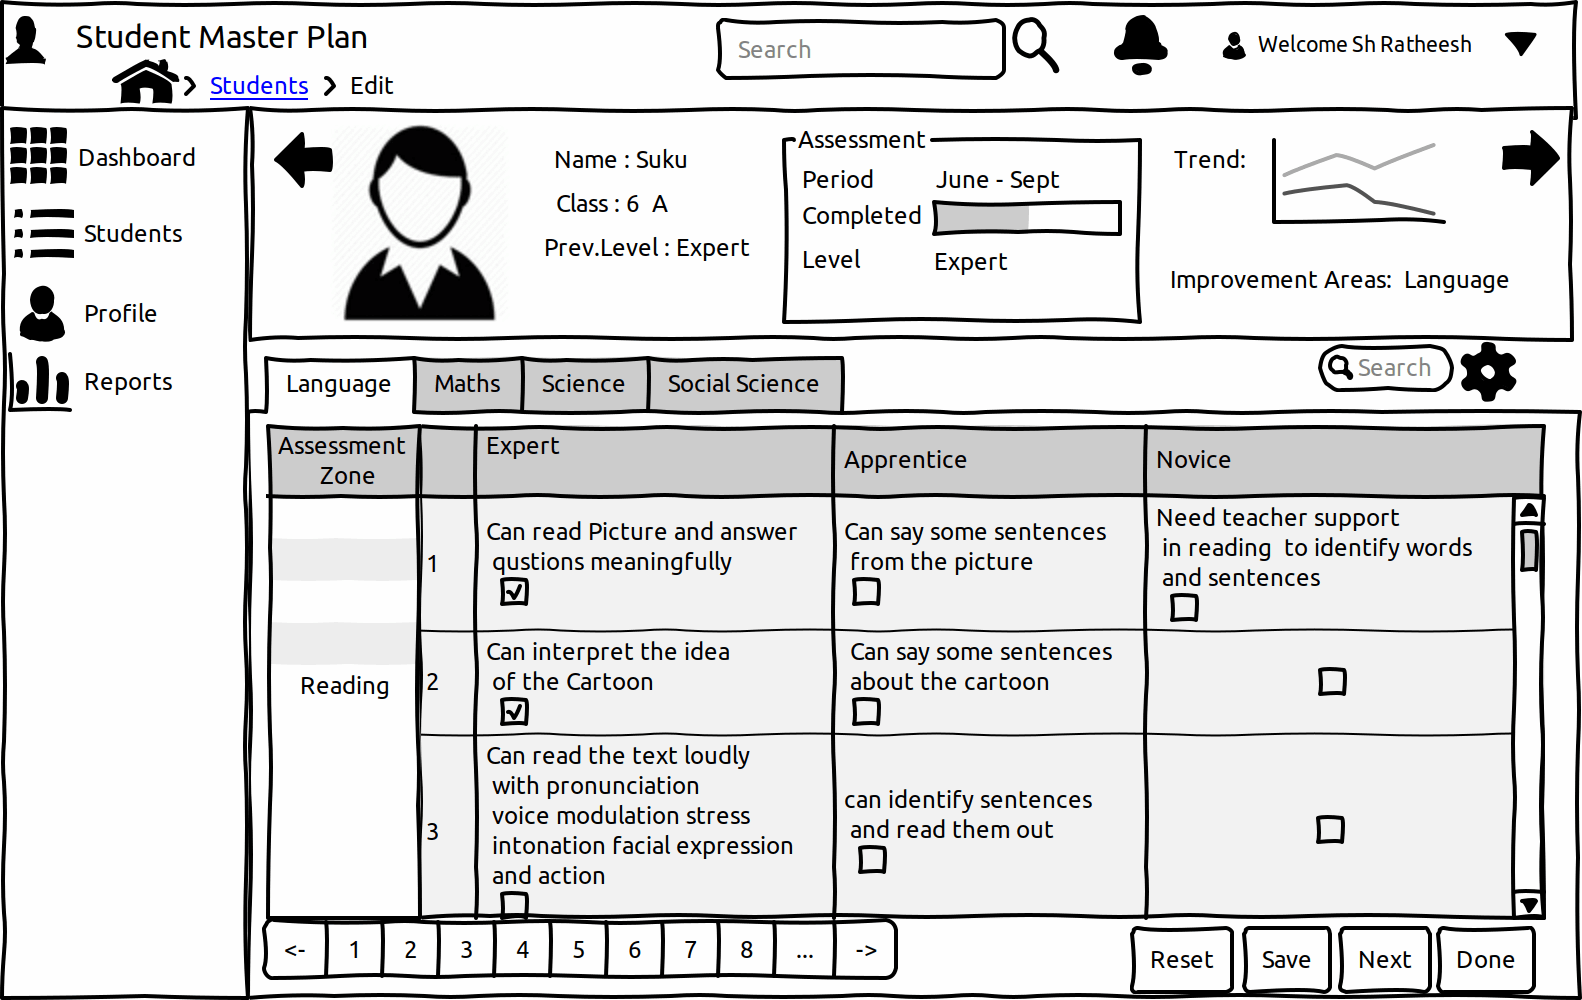 Student Master Plan
Search
Welcome Sh Ratheesh
Students
Edit
Dashboard
Students
Profile
Reports
Name : Suku
Class : 6 A
Prev.Level : Expert
Assessment
Period June - Sept
Completed
Level Expert
Trend:
Improvement Areas: Language
Language Maths Science Social Science
Search
Assessment
Zone
Expert
Apprentice
Novice
Reading
1
Can read Picture and answer
qustions meaningfully
Can say some sentences
from the picture
Need teacher support
in reading to identify words
and sentences
2
Can interpret the idea
of the Cartoon
Can say some sentences
about the cartoon
3
Can read the text loudly
with pronunciation
voice modulation stress
intonation facial expression
and action
can identify sentences
and read them out
<- 1 2 3 4 5 6 7 8 ... ->
Reset Save Next Done